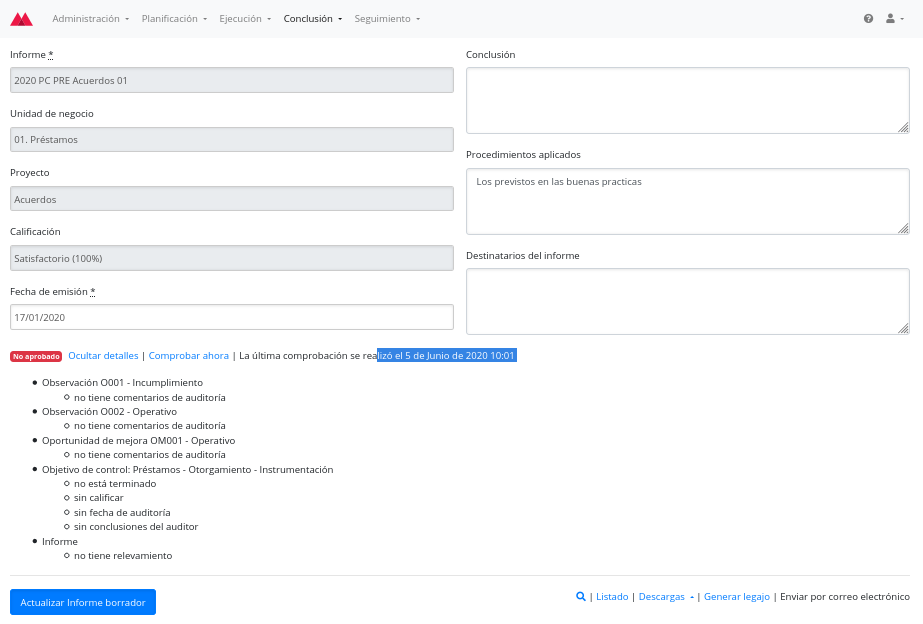 Administración Planificación Ejecución Conclusión Seguimiento
Informe *
2020 PC PRE Acuerdos 01
Unidad de negocio
01. Préstamos
Proyecto
Acuerdos
Calificación
Satisfactorio (100%)
Fecha de emisión *
17/01/2020
Conclusión
Procedimientos aplicados
Los previstos en las buenas practicas
Destinatarios del informe
No aprobado Ocultar detalles | Comprobar ahora | La última comprobación se realizó el 5 de Junio de 2020 10:01
Observación O001 - Incumplimiento
no tiene comentarios de auditoría
Observación O002 - Operativo
no tiene comentarios de auditoría
Oportunidad de mejora OM001 - Operativo
no tiene comentarios de auditoría
Objetivo de control: Préstamos - Otorgamiento - Instrumentación
no está terminado
sin calificar
sin fecha de auditoría
sin conclusiones del auditor
Informe
no tiene relevamiento
Actualizar Informe borrador
| Listado | Descargas | Generar legajo | Enviar por correo electrónico